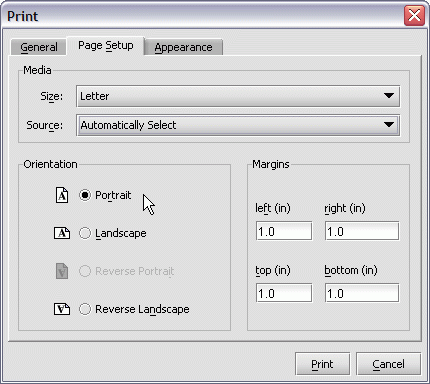 Print
General Page Setup Appearance
Media
Size: Letter
Source: Automatically Select
Orientation
Portrait
Landscape
Reverse Portrait
Reverse Landscape
Margins
left (in) right (in)
1.0 1.0
top (in) bottom (in)
1.0 1.0
Print Cancel